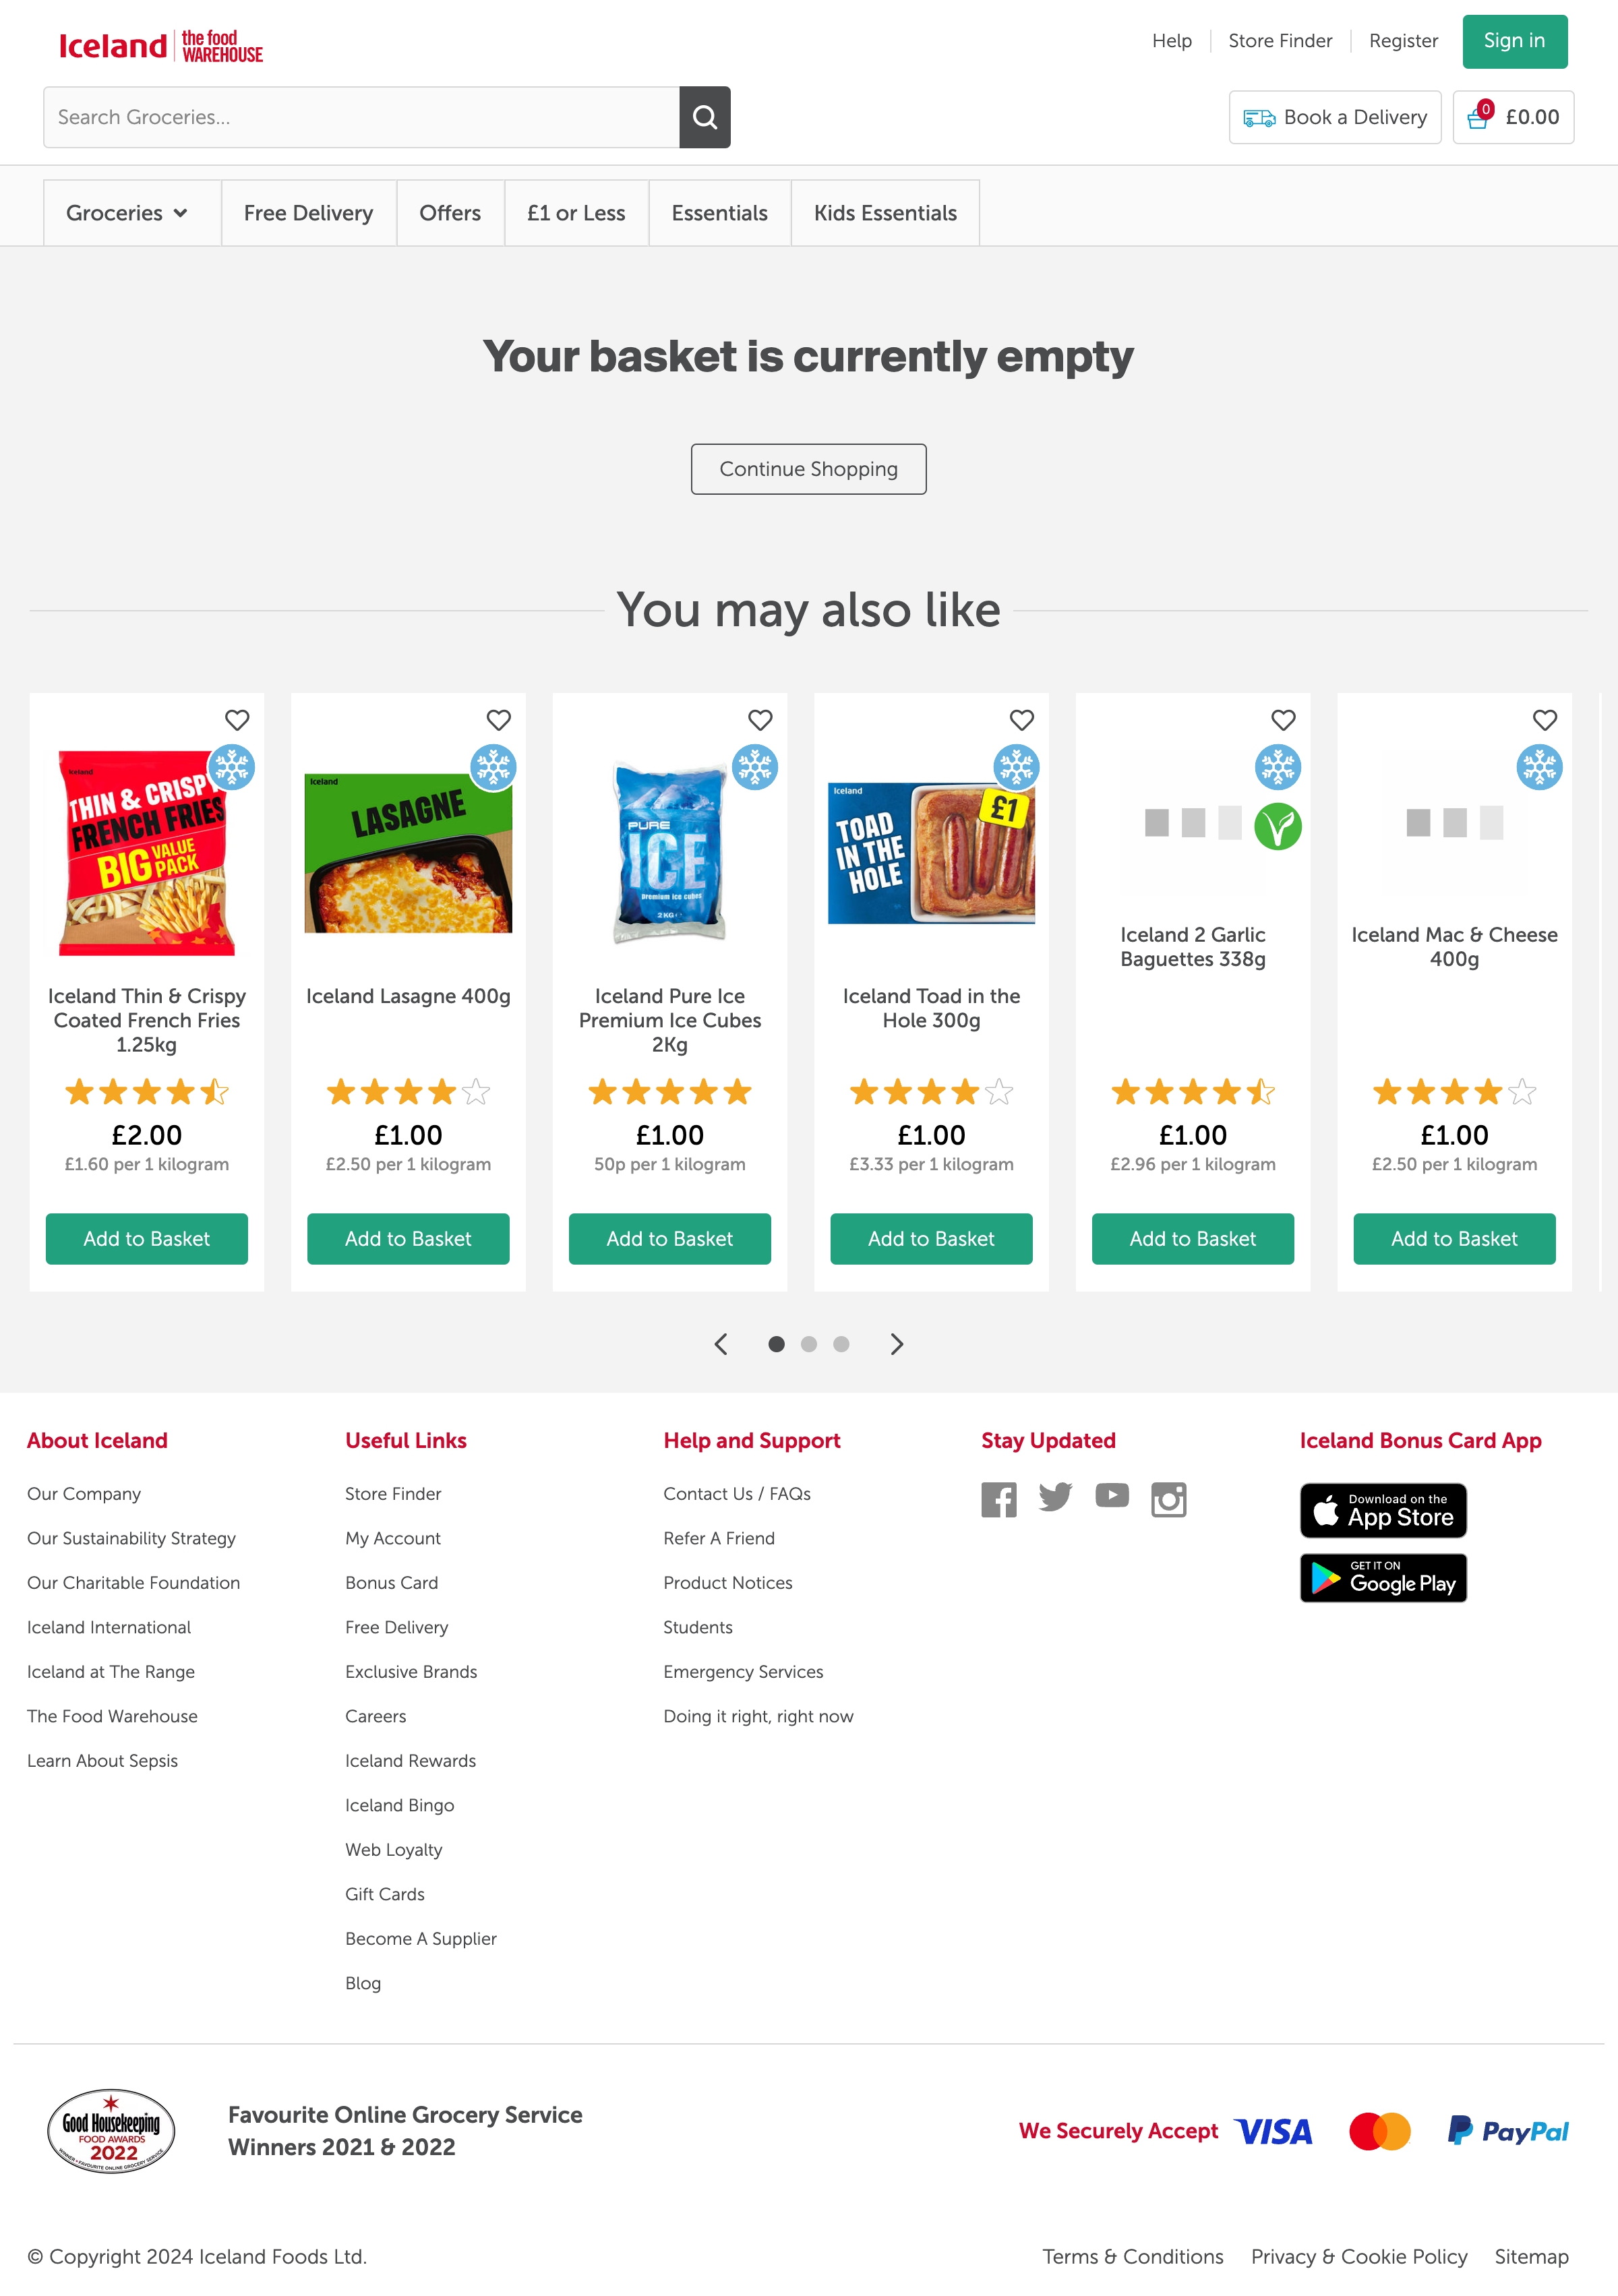 Iceland the food WAREHOUSE
Help
Store Finder
Register
Sign in
Search Groceries...
Book a Delivery
0
£0.00
Groceries
Free Delivery
Offers
£1 or Less
Essentials
Kids Essentials
Your basket is currently empty
Continue Shopping
You may also like
Iceland
THIN & CRISPY
FRENCH FRIES
BIG VALUE PACK
Iceland Thin & Crispy
Coated French Fries
1.25kg
£2.00
£1.60 per 1 kilogram
Add to Basket
Iceland
LASAGNE
Iceland Lasagne 400g
£1.00
£2.50 per 1 kilogram
Add to Basket
PURE
ICE
Premium ice cubes
2KG
Iceland Pure Ice
Premium Ice Cubes
2Kg
£1.00
50p per 1 kilogram
Add to Basket
Iceland
£1
TOAD
IN THE
HOLE
Iceland Toad in the
Hole 300g
£1.00
£3.33 per 1 kilogram
Add to Basket
Iceland 2 Garlic
Baguettes 338g
£1.00
£2.96 per 1 kilogram
Add to Basket
Iceland Mac & Cheese
400g
£1.00
£2.50 per 1 kilogram
Add to Basket
About Iceland
Our Company
Our Sustainability Strategy
Our Charitable Foundation
Iceland International
Iceland at The Range
The Food Warehouse
Learn About Sepsis
Useful Links
Store Finder
My Account
Bonus Card
Free Delivery
Exclusive Brands
Careers
Iceland Rewards
Iceland Bingo
Web Loyalty
Gift Cards
Become A Supplier
Blog
Help and Support
Contact Us / FAQs
Refer A Friend
Product Notices
Students
Emergency Services
Doing it right, right now
Stay Updated
Iceland Bonus Card App
Download on the
App Store
GET IT ON
Google Play
Good Housekeeping
FOOD AWARDS
2022
WINNER • FAVOURITE ONLINE GROCERY SERVICE
Favourite Online Grocery Service
Winners 2021 & 2022
We Securely Accept
VISA
PayPal
© Copyright 2024 Iceland Foods Ltd.
Terms & Conditions
Privacy & Cookie Policy
Sitemap